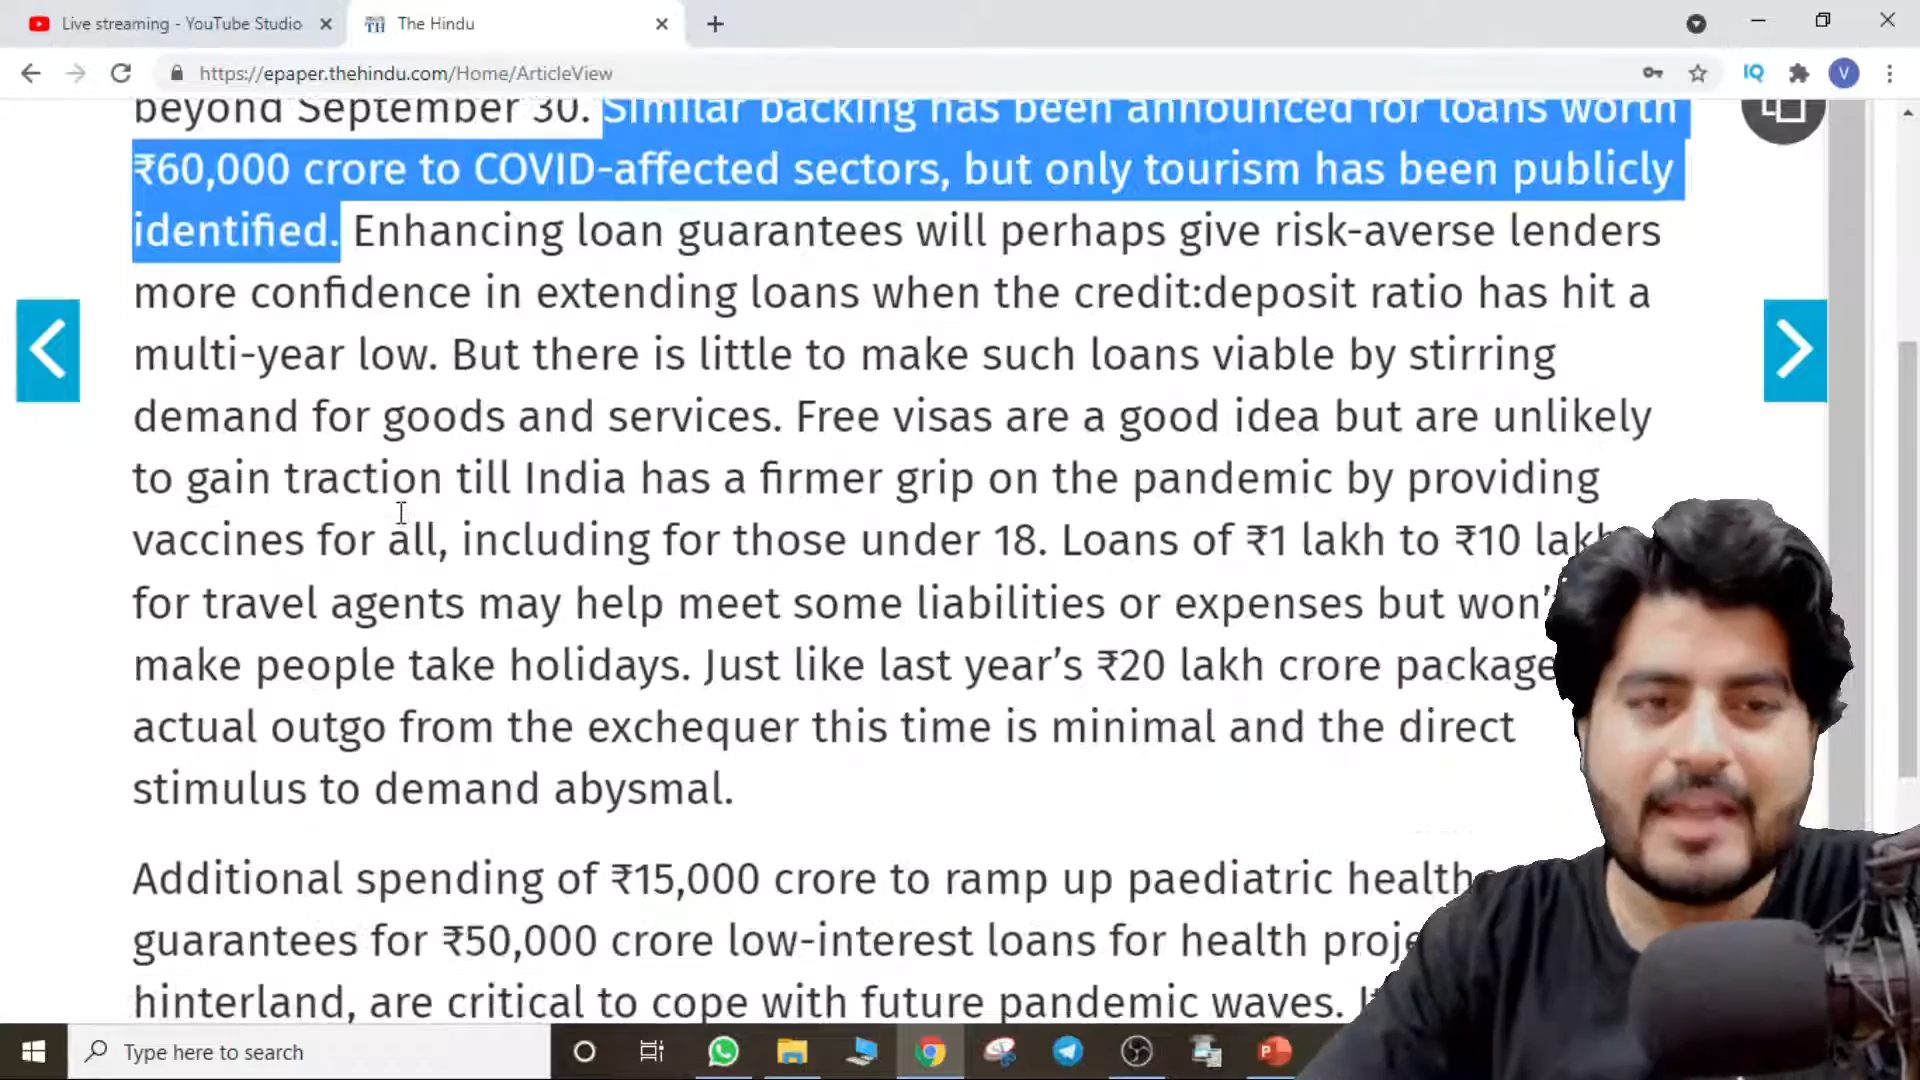 Live streaming - YouTube Studio
TH The Hindu
https://epaper.thehindu.com/Home/ArticleView
IQ
V
beyond September 30. Similar backing has been announced for loans worth
₹60,000 crore to COVID-affected sectors, but only tourism has been publicly
identified. Enhancing loan guarantees will perhaps give risk-averse lenders
more confidence in extending loans when the credit:deposit ratio has hit a
multi-year low. But there is little to make such loans viable by stirring
demand for goods and services. Free visas are a good idea but are unlikely
to gain traction till India has a firmer grip on the pandemic by providing
vaccines for all, including for those under 18. Loans of ₹1 lakh to ₹10 lakh
for travel agents may help meet some liabilities or expenses but won'
make people take holidays. Just like last year's ₹20 lakh crore package
actual outgo from the exchequer this time is minimal and the direct
stimulus to demand abysmal.
Additional spending of ₹15,000 crore to ramp up paediatric healthc
guarantees for ₹50,000 crore low-interest loans for health proje
hinterland, are critical to cope with future pandemic waves. I
Type here to search